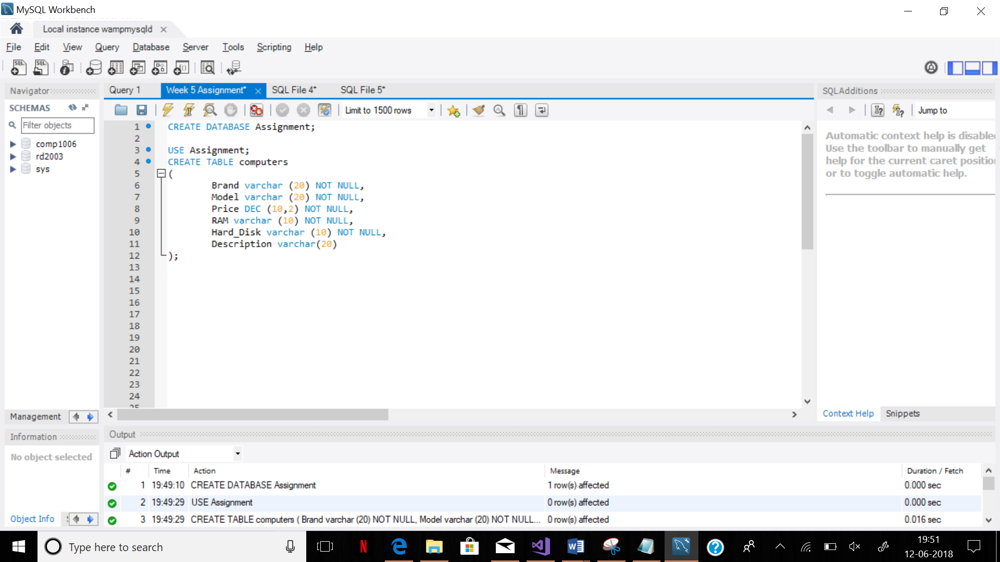 MySQL Workbench
Local instance wampmysqld
File Edit View Query Database Server Tools Scripting Help
Navigator
Query 1 Week 5 Assignment* SQL File 4* SQL File 5*
SQLAdditions
SCHEMAS
Limit to 1500 rows
Jump to
Filter objects
comp1006
rd2003
sys
1 CREATE DATABASE Assignment;
2
3 USE Assignment;
4 CREATE TABLE computers
5 (
6 Brand varchar (20) NOT NULL,
7 Model varchar (20) NOT NULL,
8 Price DEC (10,2) NOT NULL,
9 RAM varchar (10) NOT NULL,
10 Hard_Disk varchar (10) NOT NULL,
11 Description varchar(20)
12 );
13
14
15
16
17
18
19
20
21
22
23
24
25
Automatic context help is disable
Use the toolbar to manually get
help for the current caret positio
or to toggle automatic help.
Context Help Snippets
Management
Information
No object selected
Object Info
Output
Action Output
# Time Action Message Duration / Fetch
1 19:49:10 CREATE DATABASE Assignment 1 row(s) affected 0.000 sec
2 19:49:29 USE Assignment 0 row(s) affected 0.000 sec
3 19:49:29 CREATE TABLE computers ( Brand varchar (20) NOT NULL, Model varchar (20) NOT NULL... 0 row(s) affected 0.016 sec
Type here to search
19:51
12-06-2018